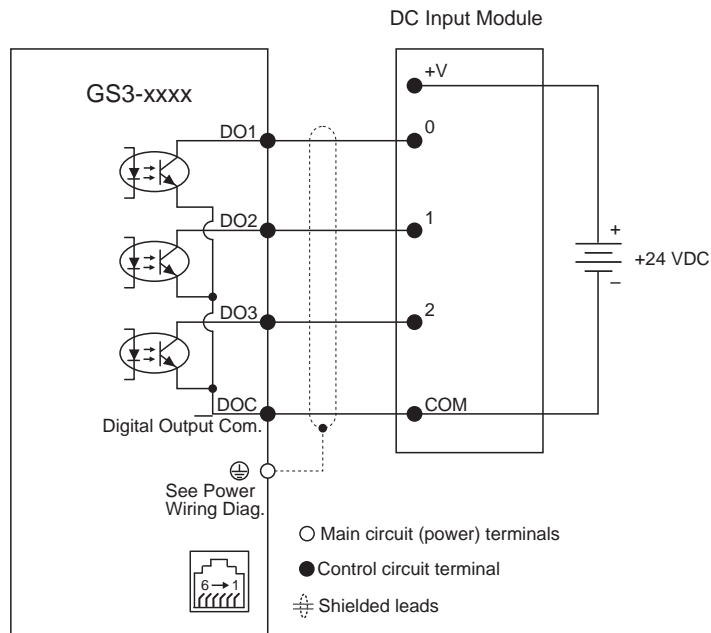 DC Input Module
GS3-xxxx
+V
DO1
0
DO2
1
+
+24 VDC
–
DO3
2
DOC
COM
Digital Output Com.
See Power
Wiring Diag.
Main circuit (power) terminals
Control circuit terminal
6→1
Shielded leads